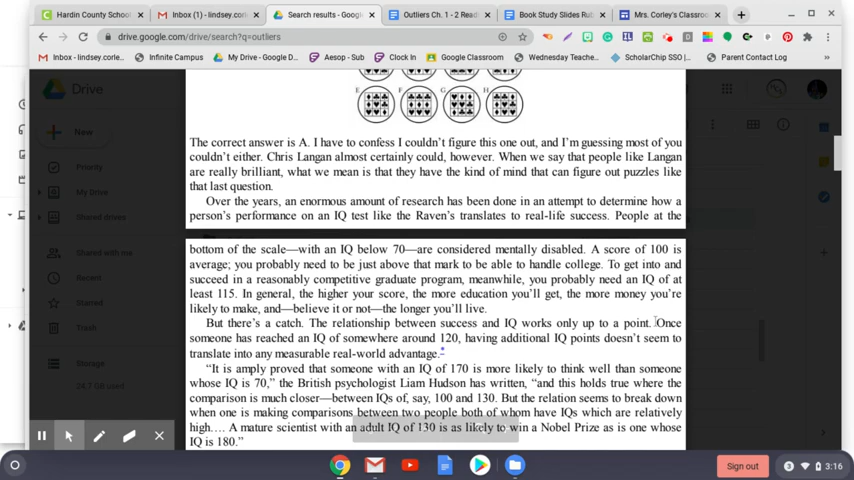 Hardin County School
Inbox (1) - lindsey.corle
Search results - Goog
Outliers Ch. 1 - 2 Read
Book Study Slides Rub
Mrs. Corley's Classroo
drive.google.com/drive/search?q=outliers
Inbox - lindsey.corle...
Infinite Campus
My Drive - Google D...
Aesop - Sub
iC
Google Classroom
Wednesday Teache...
ScholarChip SSO |...
Parent Contact Log
Drive
New
Priority
My Drive
Shared drives
Shared with me
Recent
Starred
Trash
Storage
E F G H
The correct answer is A. I have to confess I couldn't figure this one out, and I'm guessing most of you
couldn't either. Chris Langan almost certainly could, however. When we say that people like Langan
are really brilliant, what we mean is that they have the kind of mind that can figure out puzzles like
that last question.
Over the years, an enormous amount of research has been done in an attempt to determine how a
person's performance on an IQ test like the Raven's translates to real-life success. People at the
bottom of the scale—with an IQ below 70—are considered mentally disabled. A score of 100 is
average; you probably need to be just above that mark to be able to handle college. To get into and
succeed in a reasonably competitive graduate program, meanwhile, you probably need an IQ of at
least 115. In general, the higher your score, the more education you'll get, the more money you're
likely to make, and—believe it or not—the longer you'll live.
But there's a catch. The relationship between success and IQ works only up to a point. Once
someone has reached an IQ of somewhere around 120, having additional IQ points doesn't seem to
translate into any measurable real-world advantage.*
"It is amply proved that someone with an IQ of 170 is more likely to think well than someone
whose IQ is 70," the British psychologist Liam Hudson has written, "and this holds true where the
comparison is much closer—between IQs of, say, 100 and 130. But the relation seems to break down
when one is making comparisons between two people both of whom have IQs which are relatively
high.... A mature scientist with an adult IQ of 130 is as likely to win a Nobel Prize as is one whose
IQ is 180."
Sign out
3
3:16